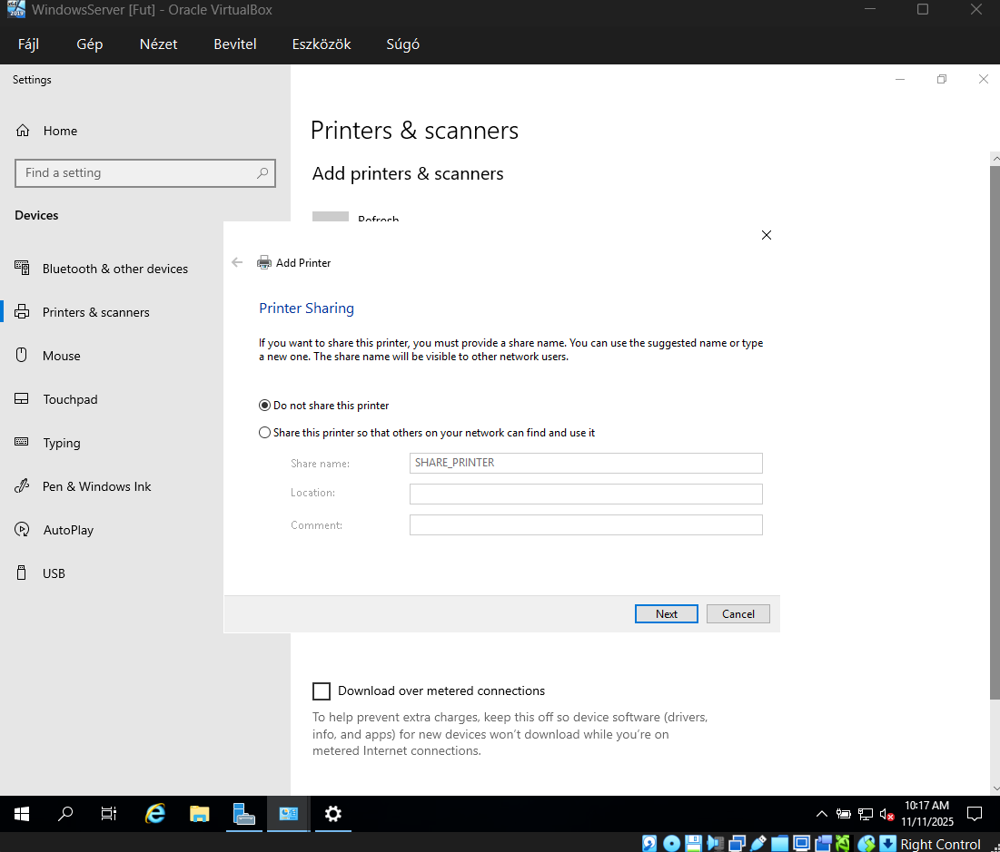 WindowsServer [Fut] - Oracle VirtualBox
Fájl Gép Nézet Bevitel Eszközök Súgó
Settings
Home
Find a setting
Devices
Bluetooth & other devices
Printers & scanners
Mouse
Touchpad
Typing
Pen & Windows Ink
AutoPlay
USB
Printers & scanners
Add printers & scanners
Refresh
Add Printer
Printer Sharing
If you want to share this printer, you must provide a share name. You can use the suggested name or type
a new one. The share name will be visible to other network users.
Do not share this printer
Share this printer so that others on your network can find and use it
Share name: SHARE_PRINTER
Location:
Comment:
Next Cancel
Download over metered connections
To help prevent extra charges, keep this off so device software (drivers,
info, and apps) for new devices won't download while you're on
metered Internet connections.
10:17 AM
11/11/2025
Right Control